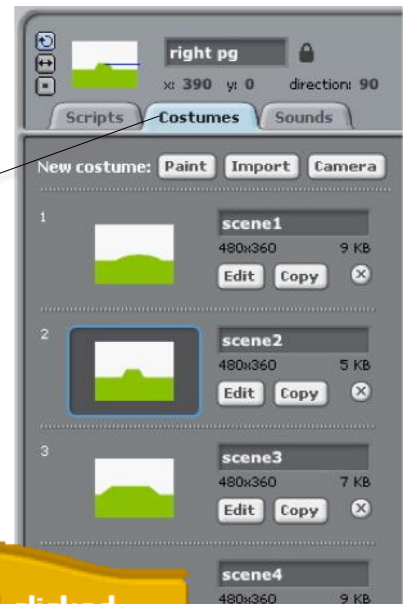 right pg
x: 390 y: 0 direction: 90
Scripts Costumes Sounds
New costume: Paint Import Camera
1
scene1
480x360 9 KB
Edit Copy
2
scene2
480x360 5 KB
Edit Copy
3
scene3
480x360 7 KB
Edit Copy
scene4
480x360 9 KB
clicked